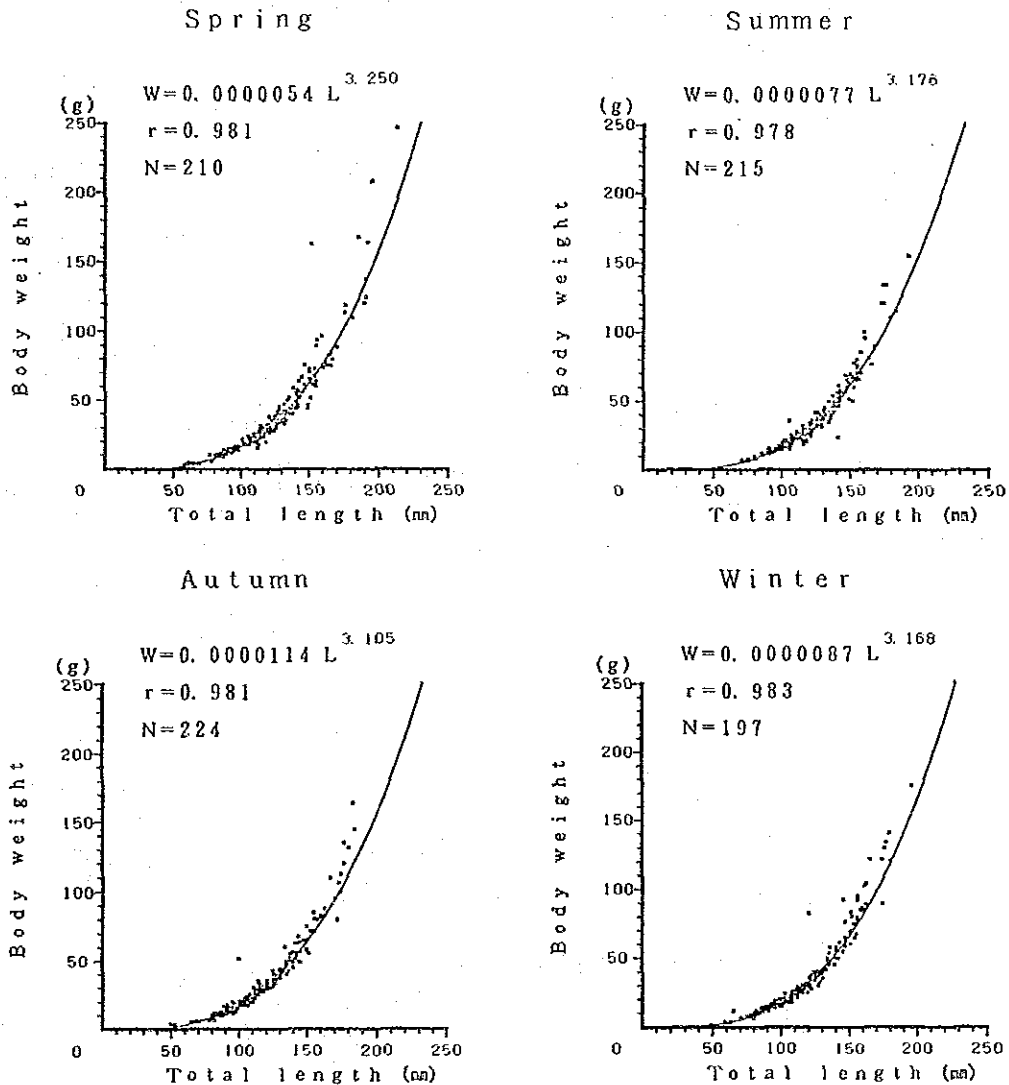 Spring
W=0.0000054 L^3.250
(g)
r=0.981
N=210
250
200
150
100
50
0
50 100 150 200 250
Total length (mm)
Body weight
Summer
W=0.0000077 L^3.176
(g)
r=0.978
N=215
250
200
150
100
50
0
50 100 150 200 250
Total length (mm)
Body weight
Autumn
W=0.0000114 L^3.105
(g)
r=0.981
N=224
250
200
150
100
50
0
50 100 150 200 250
Total length (mm)
Body weight
Winter
W=0.0000087 L^3.168
(g)
r=0.983
N=197
250
200
150
100
50
0
50 100 150 200 250
Total length (mm)
Body weight